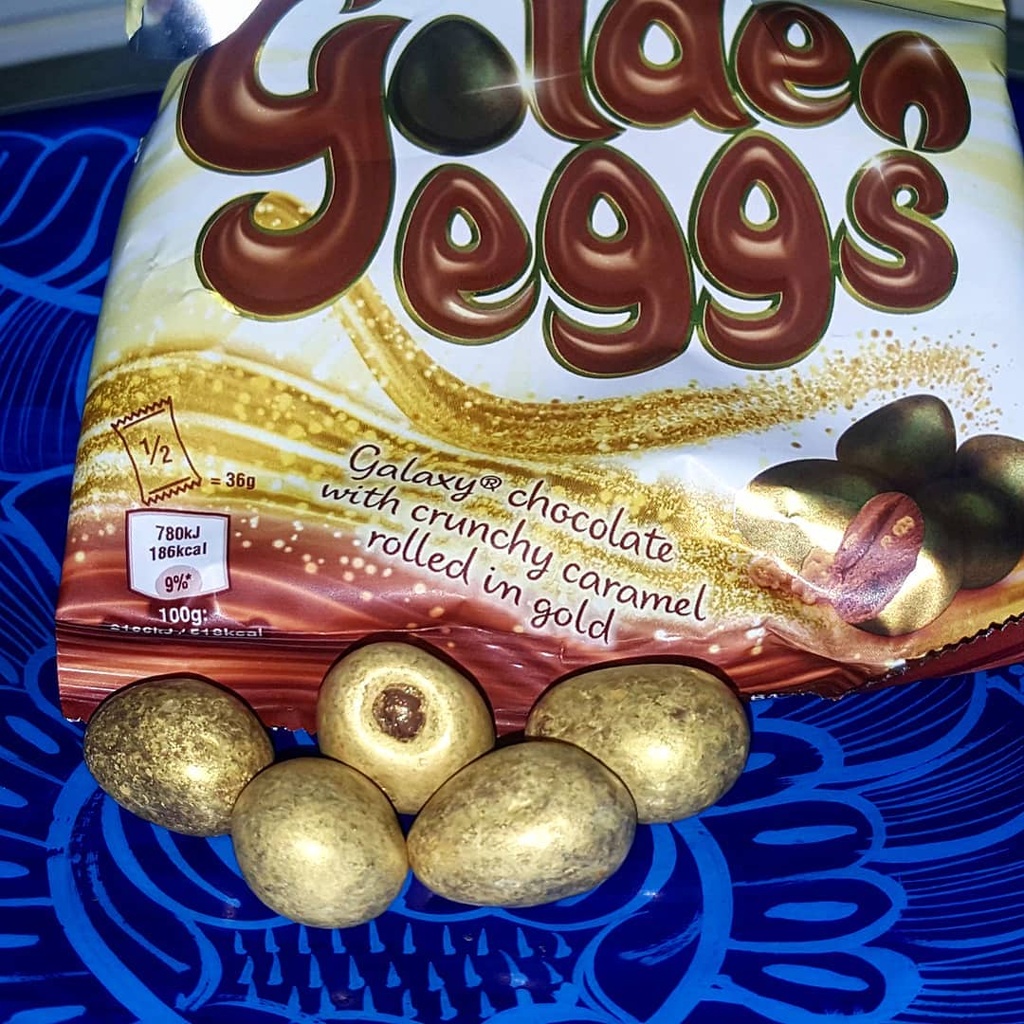 golden
eggs
1/2
= 36g
780kJ
186kcal
9%*
100g:
Galaxy® chocolate
with crunchy caramel
rolled in gold